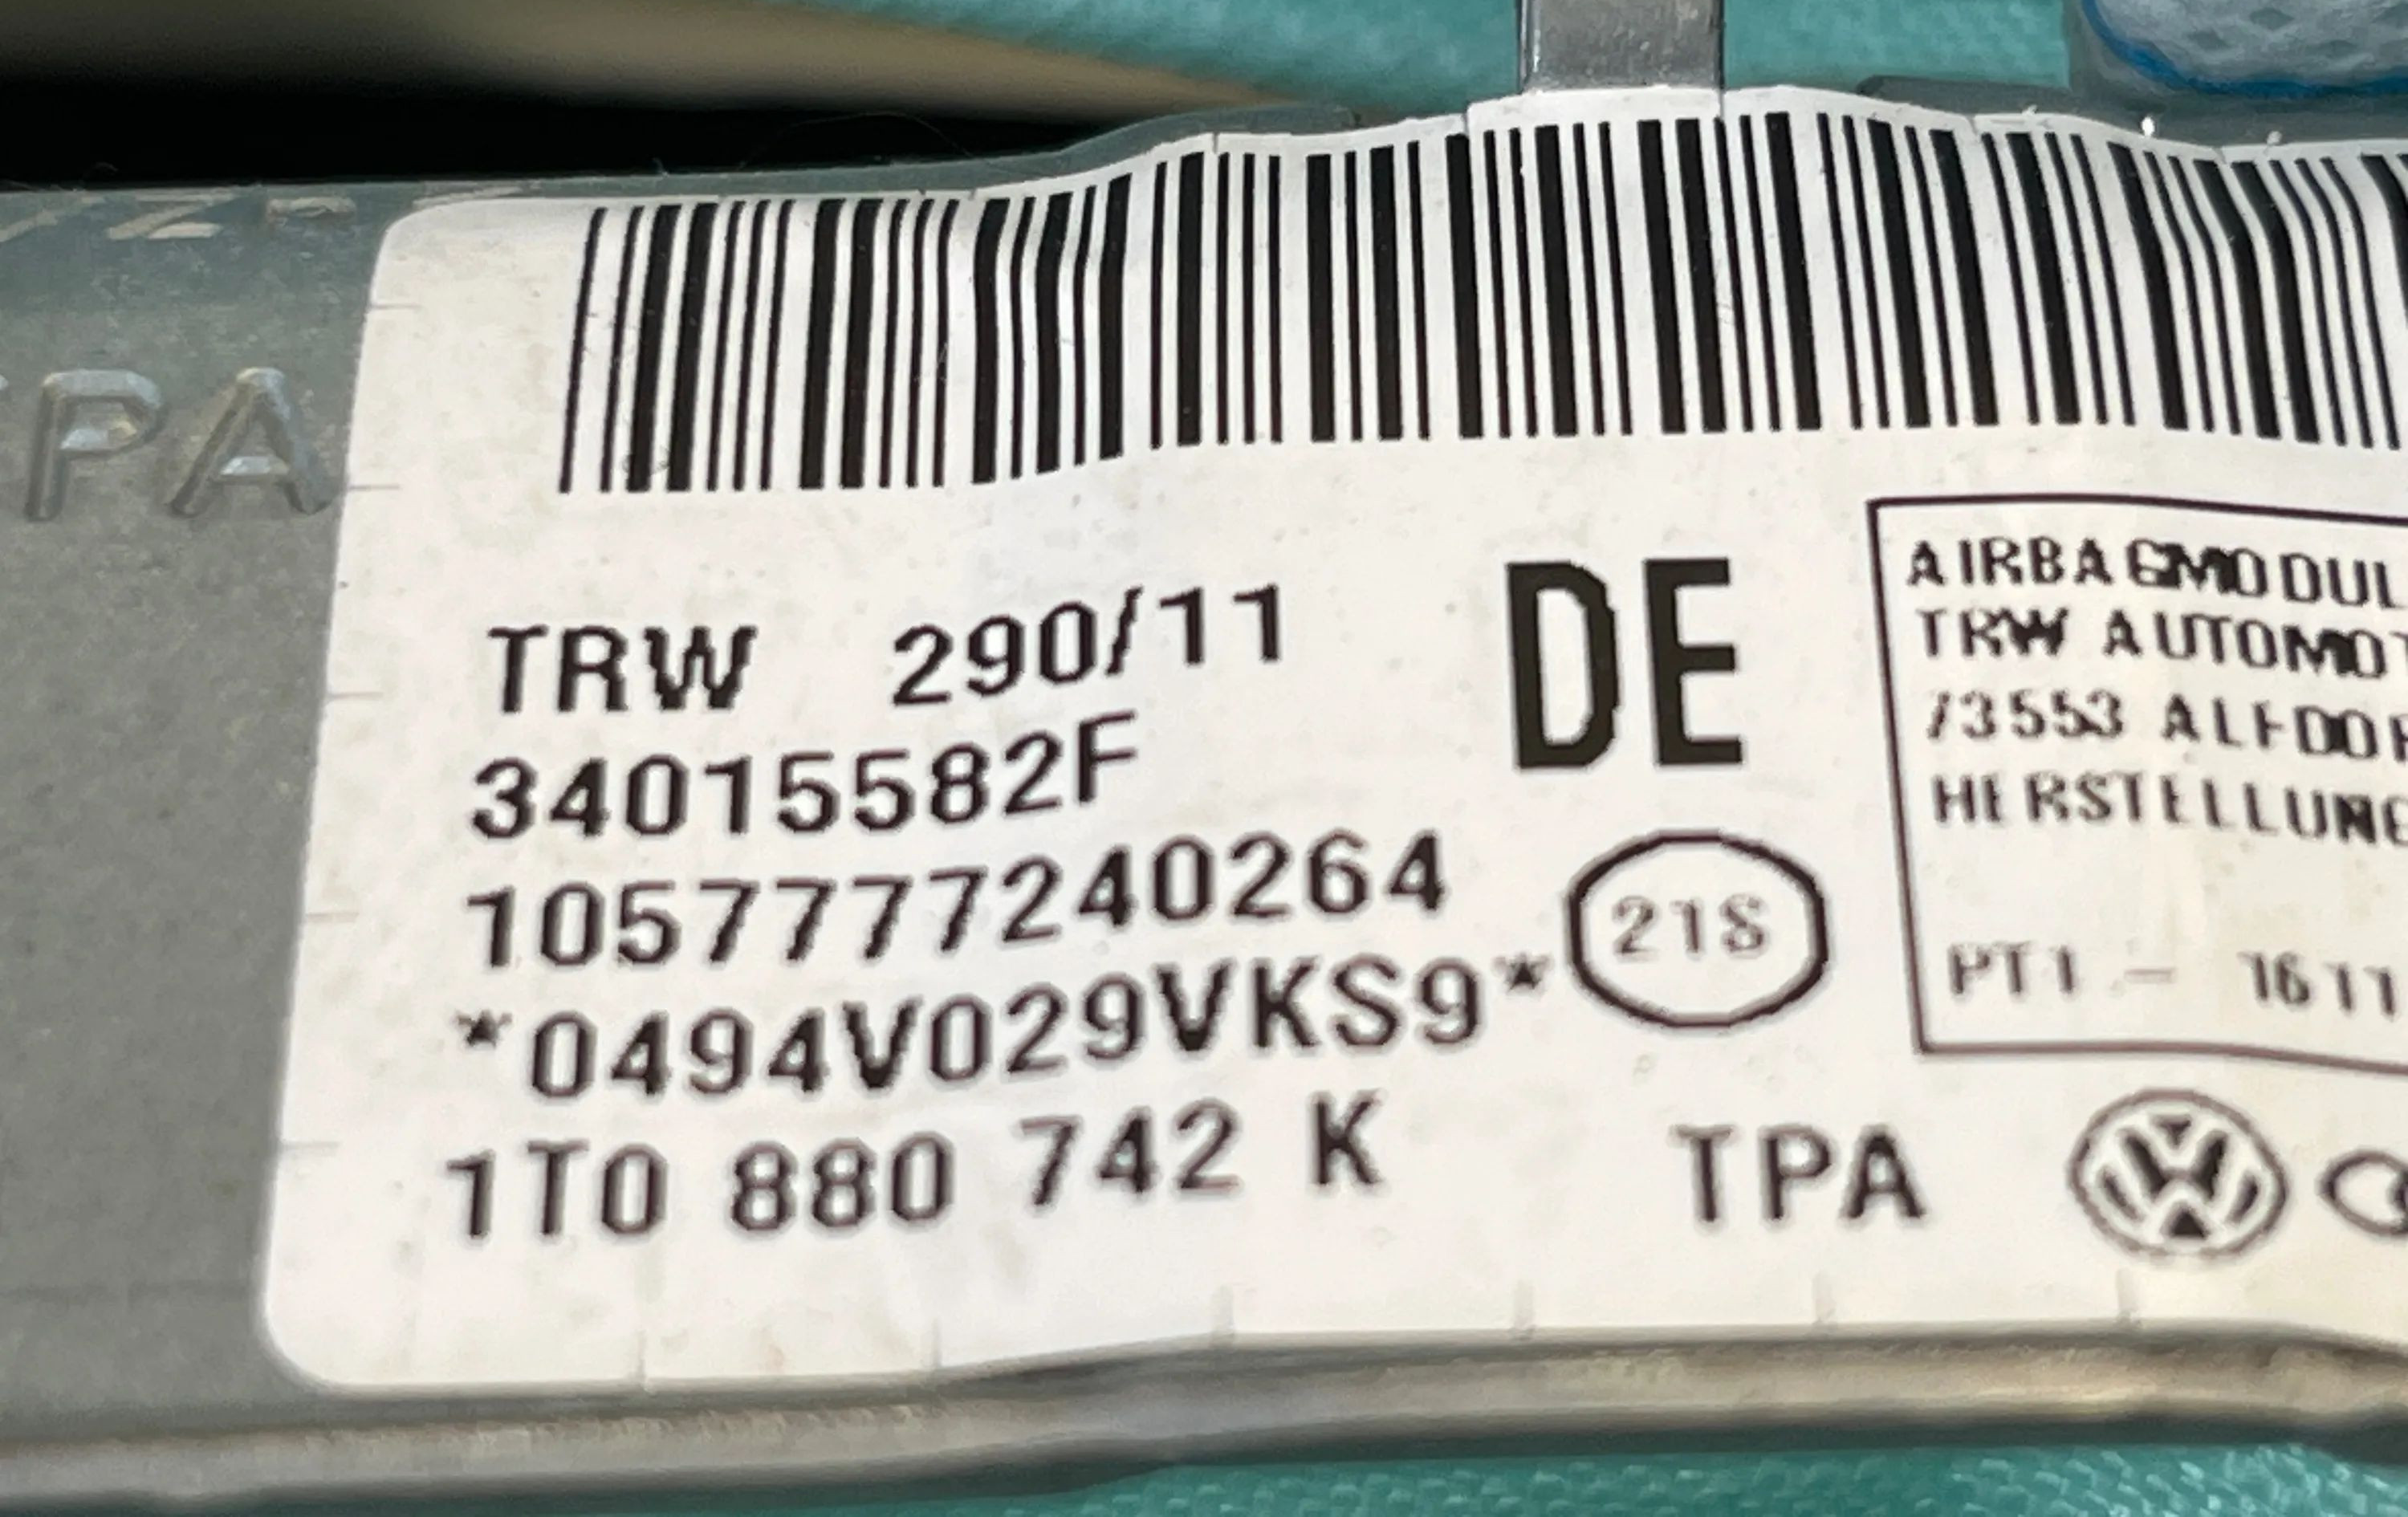 TPA
TRW 290/11
34015582F
1057777240264
*0494V029VKS9*
1T0 880 742 K
DE
21S
TPA
AIRBAGMODUL
TRW AUTOMOT
73553 ALFDOR
HERSTELLUNG
PT1 - 1611
VW